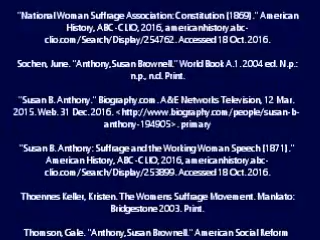 "National Woman Suffrage Association: Constitution (1869)." American
History, ABC-CLIO, 2016, americanhistory.abc-
clio.com/Search/Display/254762. Accessed 18 Oct. 2016.
Sochen, June. "Anthony, Susan Brownell." World Book A.1. 2004 ed. N.p.:
n.p., n.d. Print.
"Susan B. Anthony." Biography.com. A&E Networks Television, 12 Mar.
2015. Web. 31 Dec. 2016. <http://www.biography.com/people/susan-b-
anthony-194905>. primary
"Susan B. Anthony: Suffrage and the Working Woman Speech (1871)."
American History, ABC-CLIO, 2016, americanhistory.abc-
clio.com/Search/Display/253899. Accessed 18 Oct. 2016.
Thoennes Keller, Kristen. The Womens Suffrage Movement. Mankato:
Bridgestone 2003. Print.
Thomson, Gale. "Anthony, Susan Brownell." American Social Reform